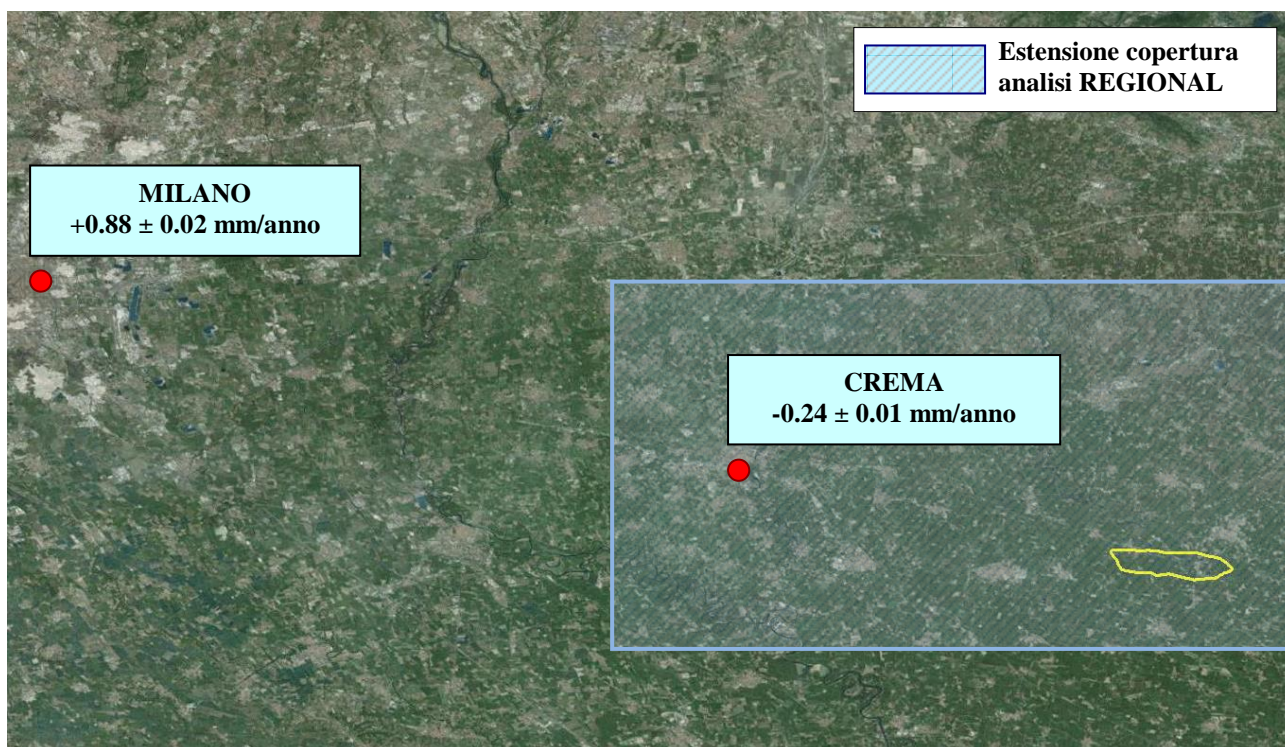 Estensione copertura
analisi REGIONAL
MILANO
+0.88 ± 0.02 mm/anno
CREMA
-0.24 ± 0.01 mm/anno